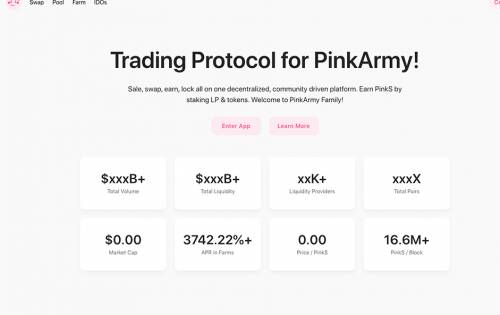 Swap Pool Farm IDOs
Trading Protocol for PinkArmy!
Sale, swap, earn, lock all on one decentralized, community driven platform. Earn PinkS by
staking LP & tokens. Welcome to PinkArmy Family!
Enter App Learn More
$xxxB+ $xxxB+ xxK+ xxxX
Total Volume Total Liquidity Liquidity Providers Total Pairs
$0.00 3742.22%+ 0.00 16.6M+
Market Cap APR in Farms Price / PinkS PinkS / Block